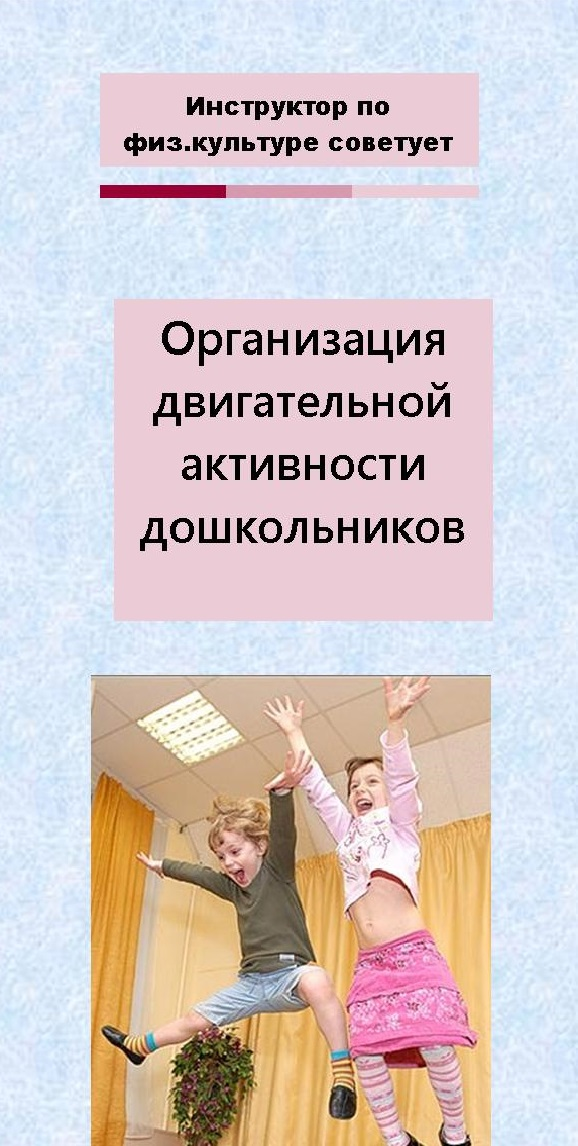 Инструктор по
физ.культуре советует
Организация
двигательной
активности
дошкольников